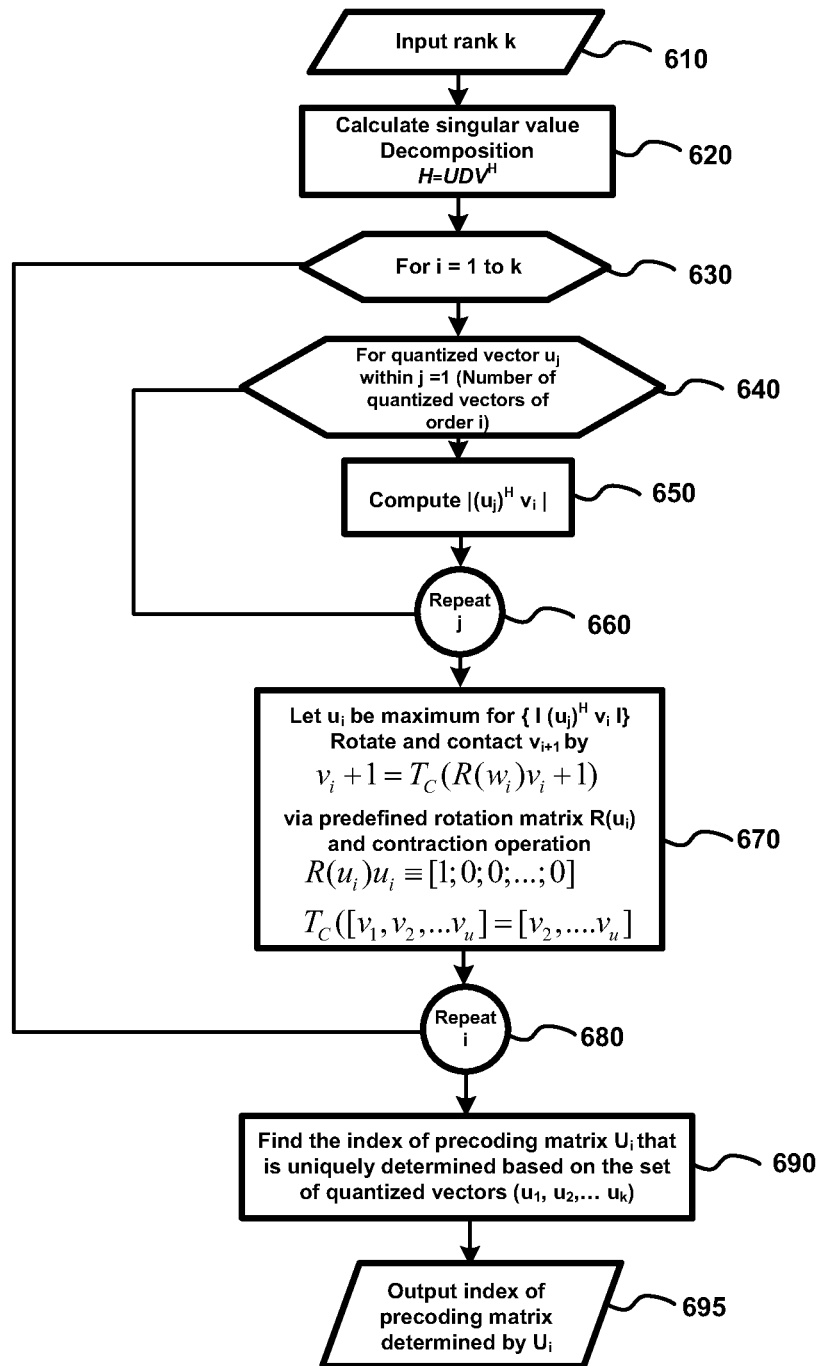 Input rank k
610
Calculate singular value
Decomposition
H=UDV^H
620
For i = 1 to k
630
For quantized vector u_j
within j =1 (Number of
quantized vectors of
order i)
640
Compute |(u_j)^H v_i |
650
Repeat
j
660
Let u_i be maximum for { I (u_j)^H v_i I}
Rotate and contact v_{i+1} by
v_i + 1 = T_C(R(w_i)v_i + 1)
via predefined rotation matrix R(u_i)
and contraction operation
R(u_i)u_i ≡ [1;0;0;...;0]
T_C([v_1,v_2,...v_u] = [v_2,....v_u]
670
Repeat
i
680
Find the index of precoding matrix U_i that
is uniquely determined based on the set
of quantized vectors (u_1, u_2,... u_k)
690
Output index of
precoding matrix
determined by U_i
695